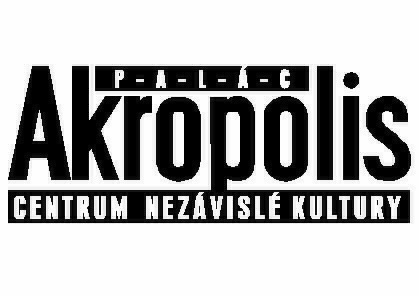 P-A-L-Á-C
Akropolis
CENTRUM NEZÁVISLÉ KULTURY